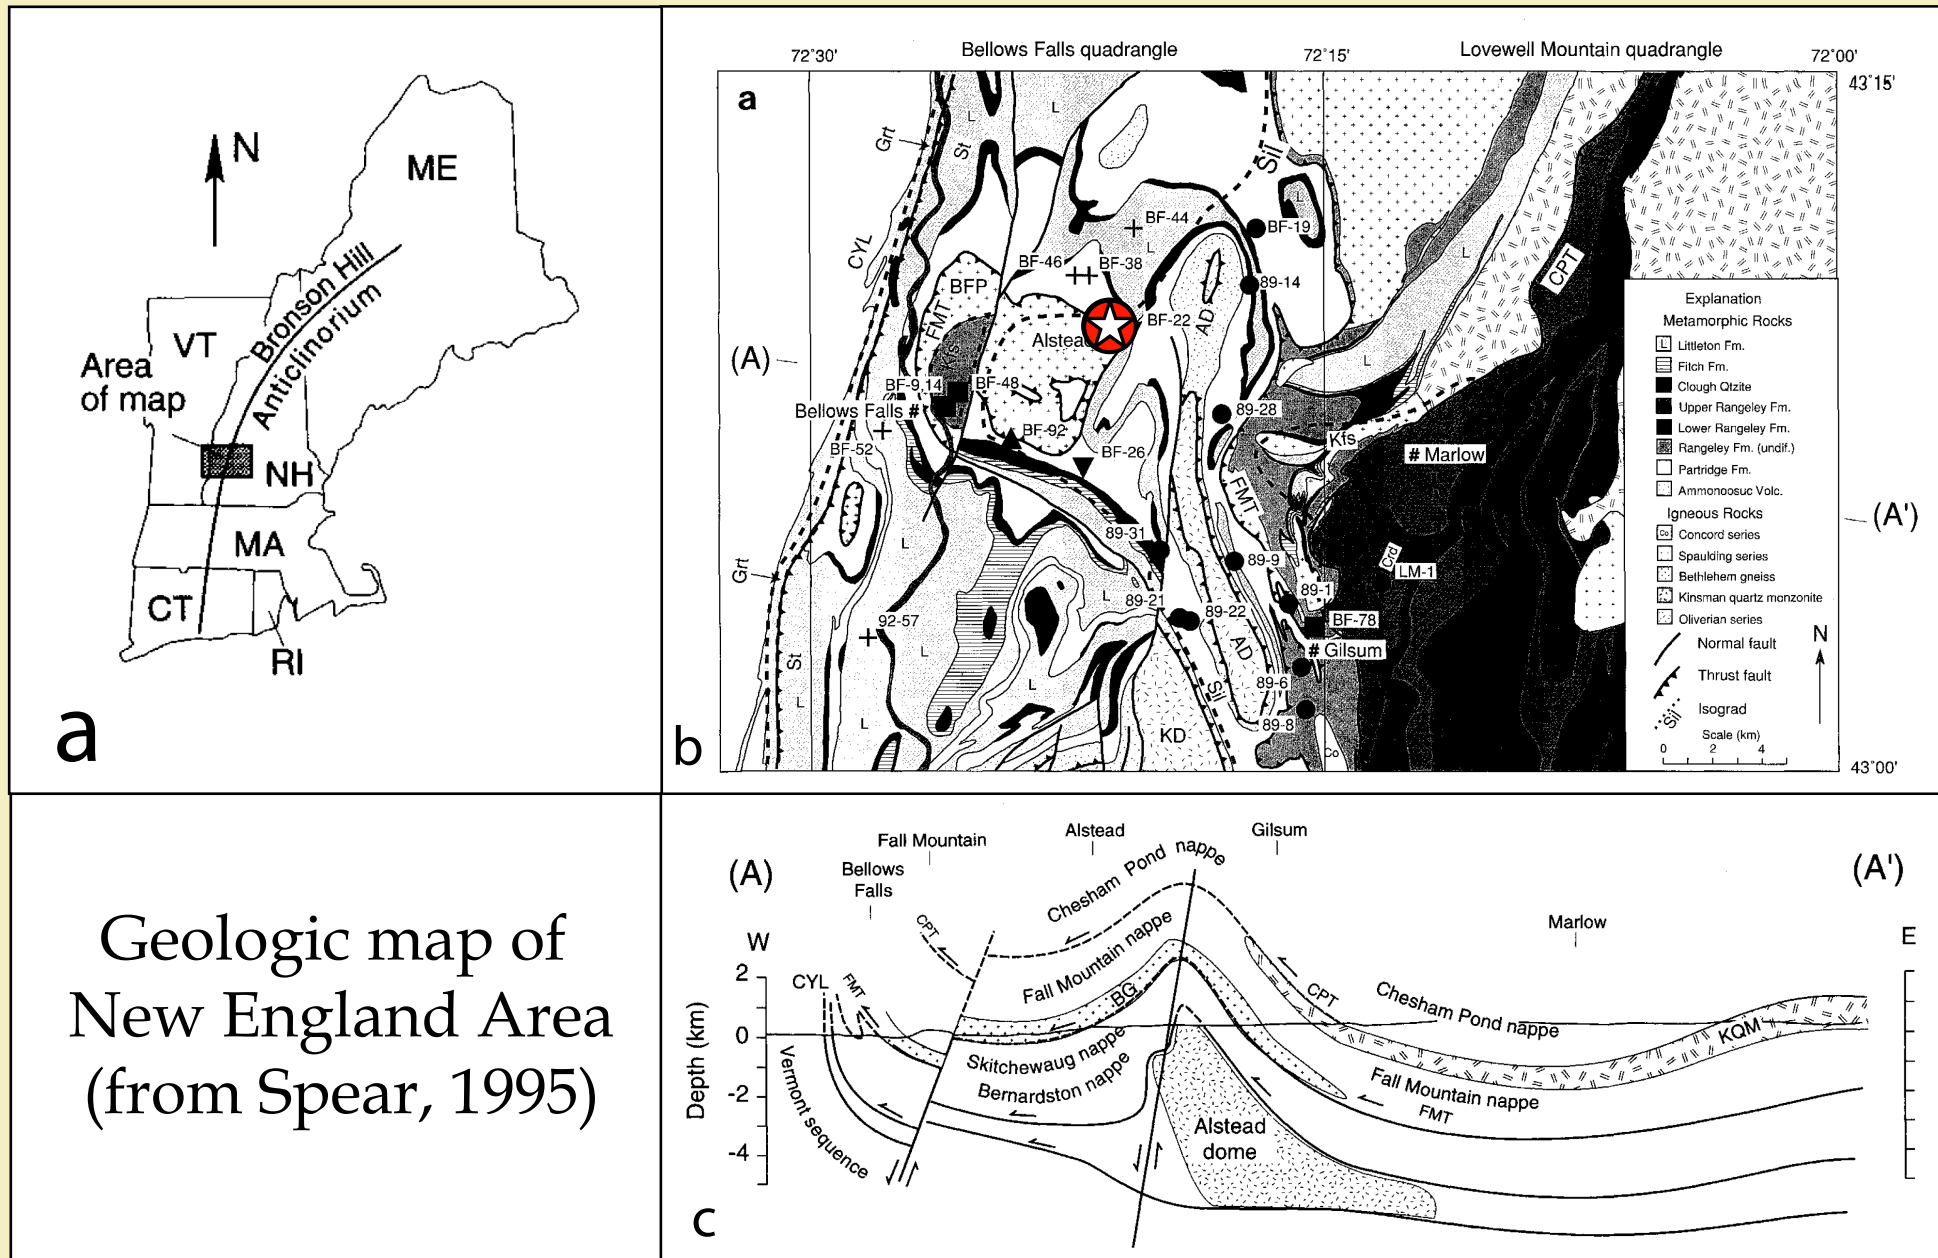 N
ME
VT
Bronson Hill
Anticlinorium
Area
of map
NH
MA
CT
RI
a
72°30'
Bellows Falls quadrangle
72°15'
Lovewell Mountain quadrangle
72°00'
43°15'
a
Grt
L
St
L
Sil
CYL
BF-44
L
BF-19
L
L
BF-46
BF-38
CPT
BFP
89-14
FMT
BF-22
AD
(A)
Alstead
Kfs
L
BF-9,14
BF-48
Bellows Falls #
89-28
BF-52
BF-92
BF-26
Kfs
# Marlow
FMT
(A')
L
89-31
Grt
89-9
Crd
LM-1
89-1
L
89-21
89-22
92-57
BF-78
AD
# Gilsum
St
L
L
L
Sil
89-6
L
89-8
KD
Co
43°00'
b
Explanation
Metamorphic Rocks
L Littleton Fm.
Fitch Fm.
Clough Qtzite
Upper Rangeley Fm.
Lower Rangeley Fm.
Rangeley Fm. (undif.)
Partridge Fm.
Ammonoosuc Volc.
Igneous Rocks
Co Concord series
Spaulding series
Bethlehem gneiss
Kinsman quartz monzonite
Oliverian series
Normal fault
Thrust fault
Sil Isograd
N
Scale (km)
0 2 4
Geologic map of
New England Area
(from Spear, 1995)
Fall Mountain
Alstead
Gilsum
Bellows
Falls
(A)
(A')
Marlow
W
E
CPT
Chesham Pond nappe
Fall Mountain nappe
CYL
FMT
BG
CPT
Chesham Pond nappe
KQM
Skitchewaug nappe
Bernardston nappe
Vermont sequence
Fall Mountain nappe
FMT
Alstead
dome
Depth (km)
2
0
-2
-4
c